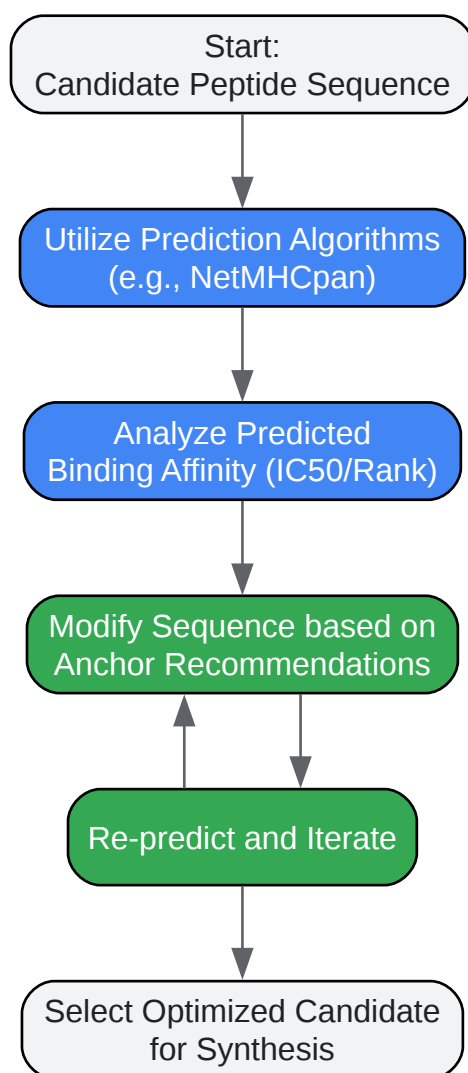 Start:
Candidate Peptide Sequence
Utilize Prediction Algorithms
(e.g., NetMHCpan)
Analyze Predicted
Binding Affinity (IC50/Rank)
Modify Sequence based on
Anchor Recommendations
Re-predict and Iterate
Select Optimized Candidate
for Synthesis